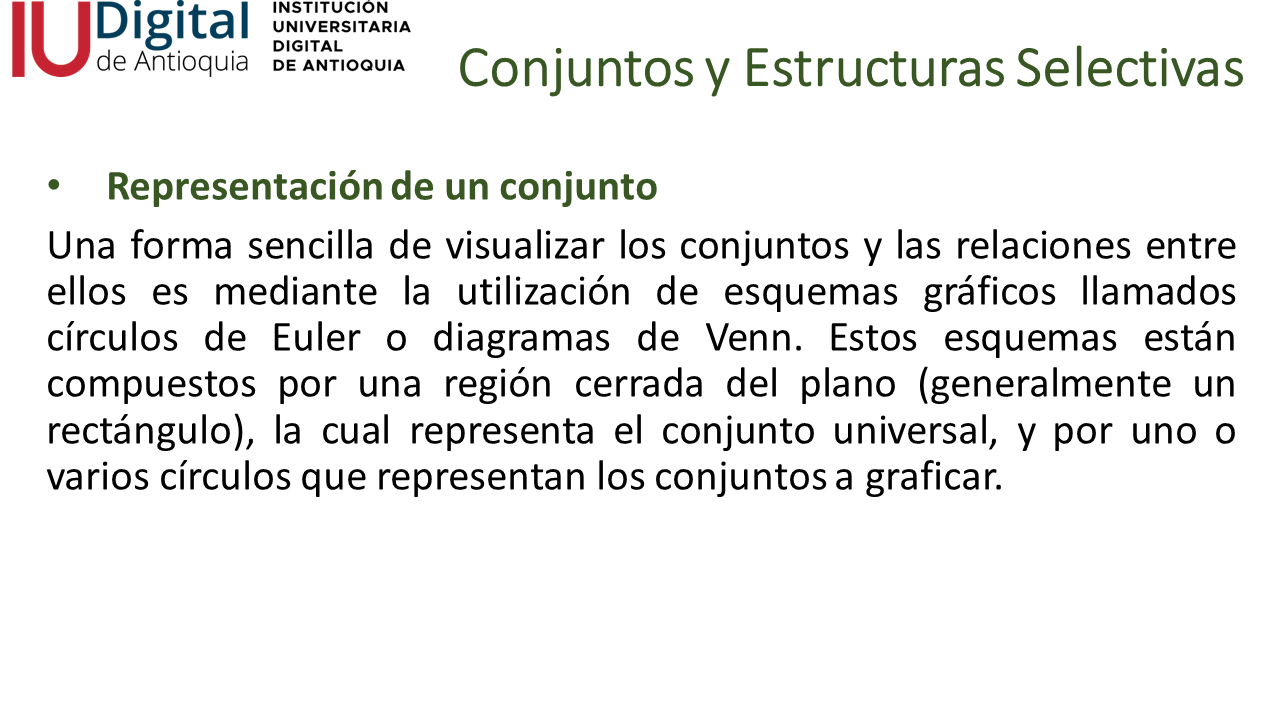 IUDigital
de Antioquia
INSTITUCIÓN
UNIVERSITARIA
DIGITAL
DE ANTIOQUIA
Conjuntos y Estructuras Selectivas
• Representación de un conjunto
Una forma sencilla de visualizar los conjuntos y las relaciones entre
ellos es mediante la utilización de esquemas gráficos llamados
círculos de Euler o diagramas de Venn. Estos esquemas están
compuestos por una región cerrada del plano (generalmente un
rectángulo), la cual representa el conjunto universal, y por uno o
varios círculos que representan los conjuntos a graficar.